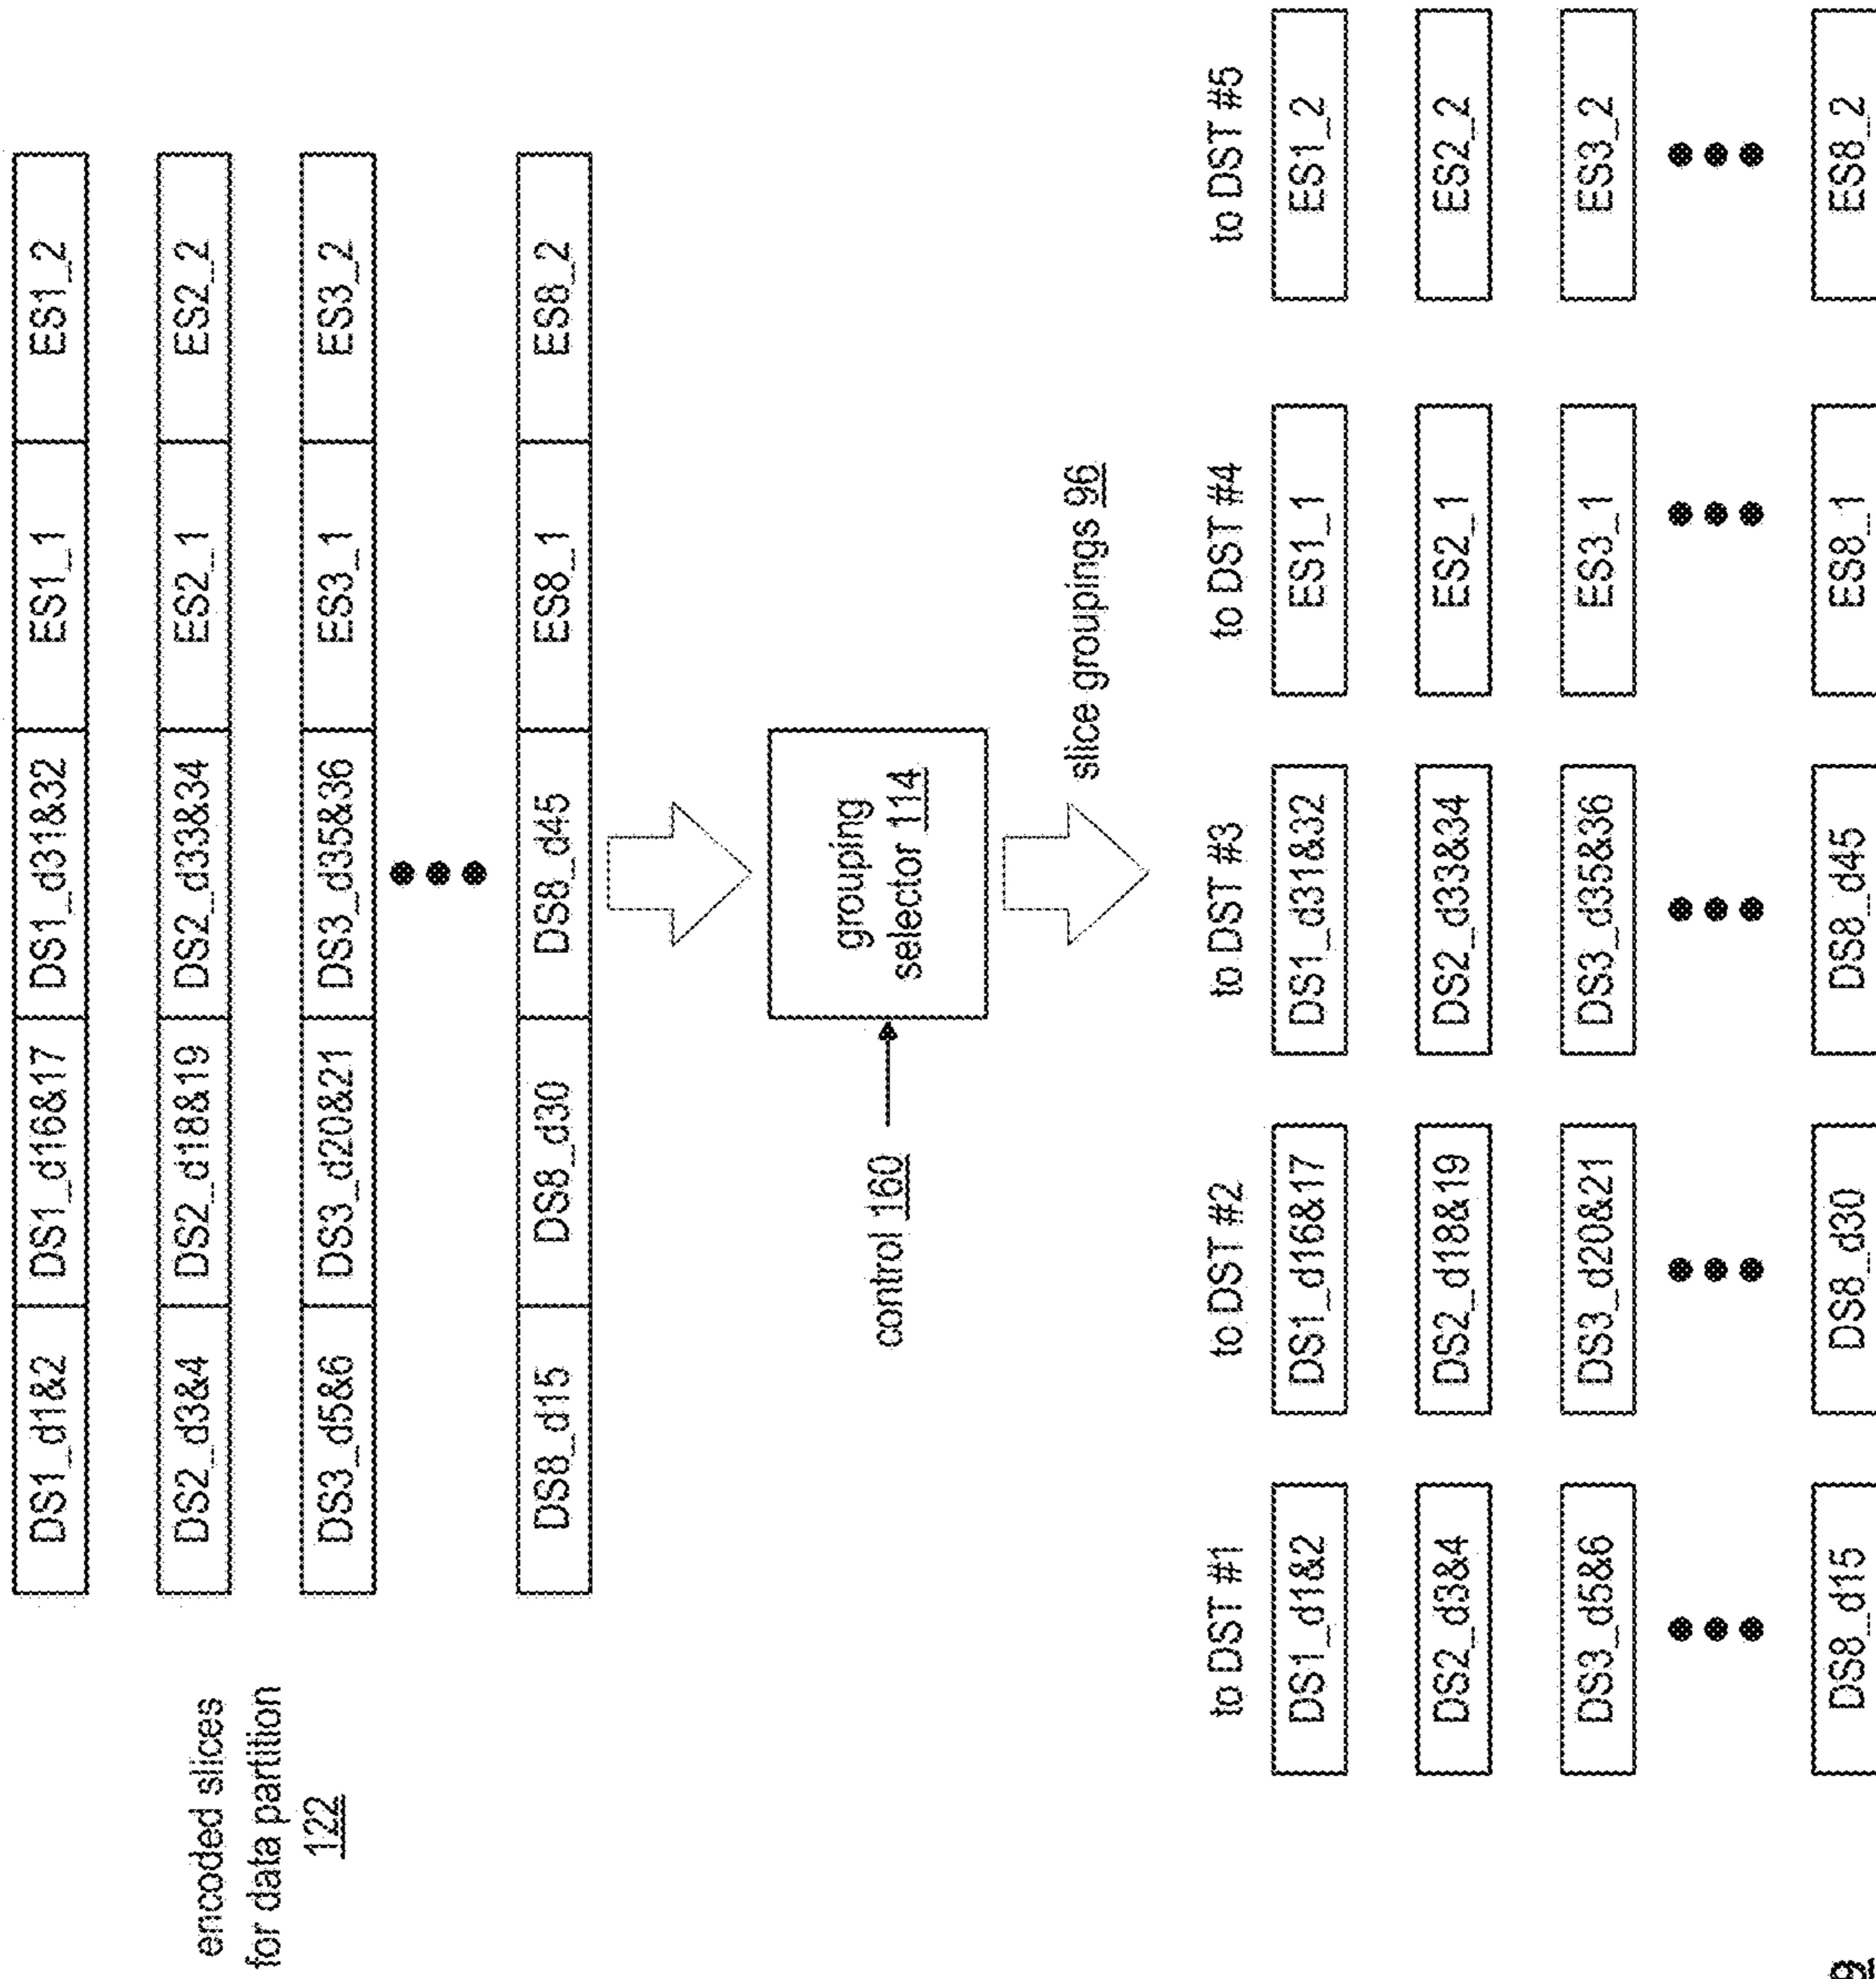 DS1_d1&2 DS1_d16&17 DS1_d31&32 ES1_1 ES1_2
encoded slices
for data partition
122
DS2_d3&4 DS2_d18&19 DS2_d33&34 ES2_1 ES2_2
DS3_d5&6 DS3_d20&21 DS3_d35&36 ES3_1 ES3_2
DS8_d15 DS8_d30 DS8_d45 ES8_1 ES8_2
control 160
grouping
selector 114
slice groupings 96
to DST #1 to DST #2 to DST #3 to DST #4 to DST #5
DS1_d1&2 DS1_d16&17 DS1_d31&32 ES1_1 ES1_2
DS2_d3&4 DS2_d18&19 DS2_d33&34 ES2_1 ES2_2
DS3_d5&6 DS3_d20&21 DS3_d35&36 ES3_1 ES3_2
DS8_d15 DS8_d30 DS8_d45 ES8_1 ES8_2